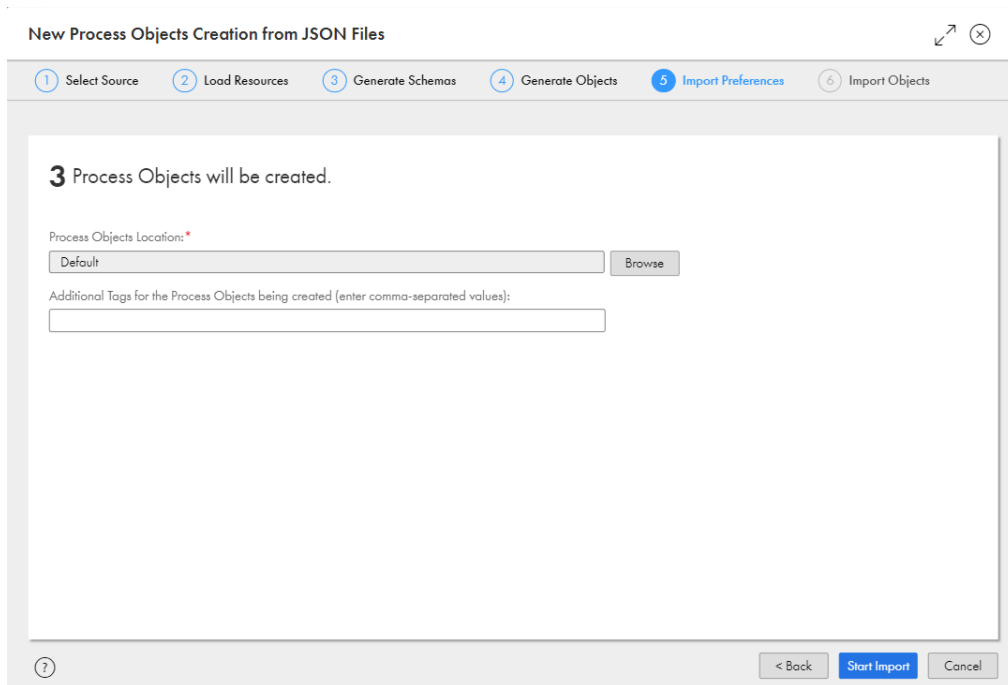 New Process Objects Creation from JSON Files
1 Select Source 2 Load Resources 3 Generate Schemas 4 Generate Objects 5 Import Preferences 6 Import Objects
3 Process Objects will be created.
Process Objects Location:*
Default Browse
Additional Tags for the Process Objects being created (enter comma-separated values):
? < Back Start Import Cancel